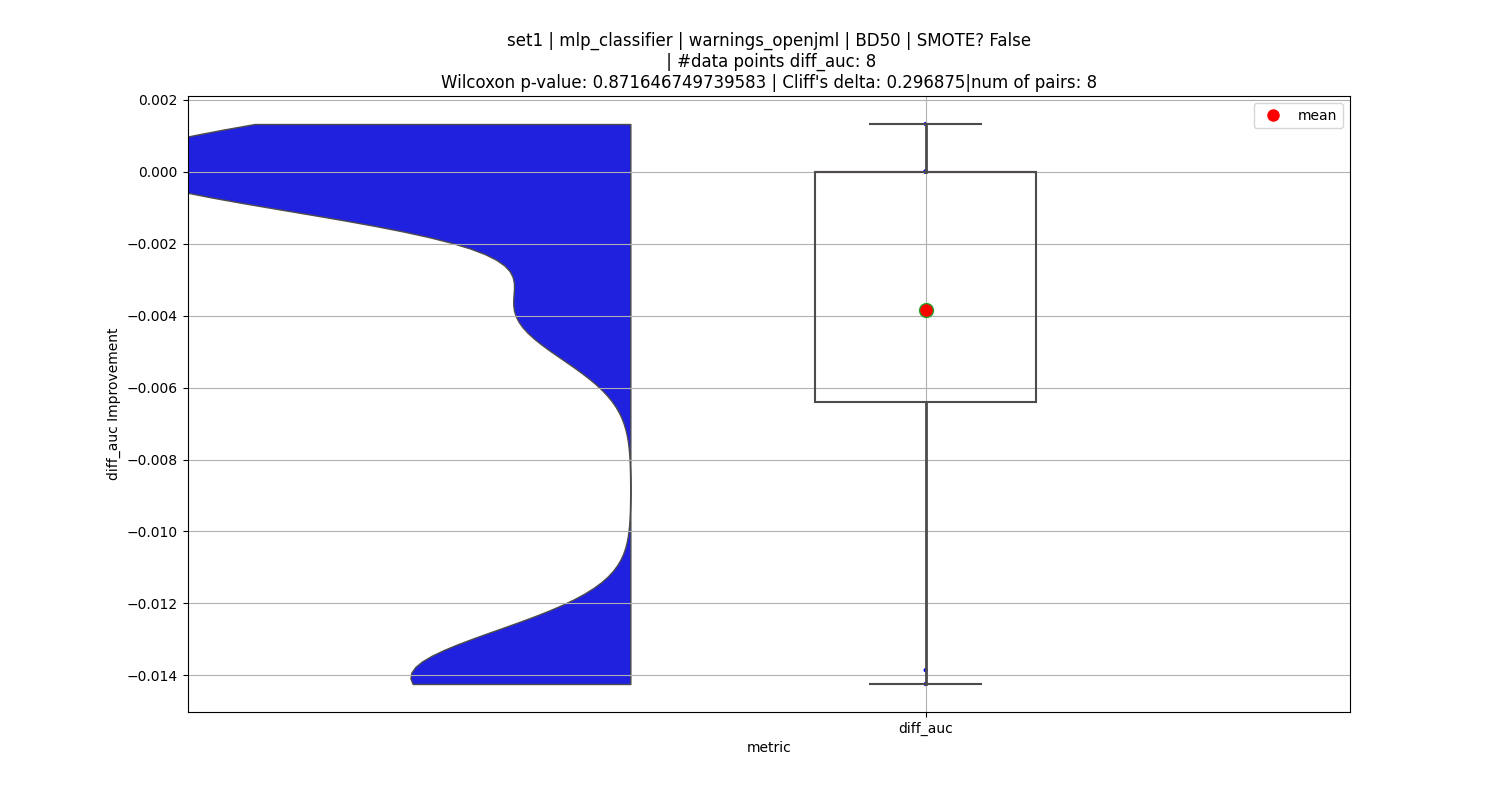 set1 | mlp_classifier | warnings_openjml | BD50 | SMOTE? False
| #data points diff_auc: 8
Wilcoxon p-value: 0.871646749739583 | Cliff's delta: 0.296875|num of pairs: 8
mean
0.002
0.000
−0.002
−0.004
−0.006
−0.008
−0.010
−0.012
−0.014
diff_auc Improvement
diff_auc
metric